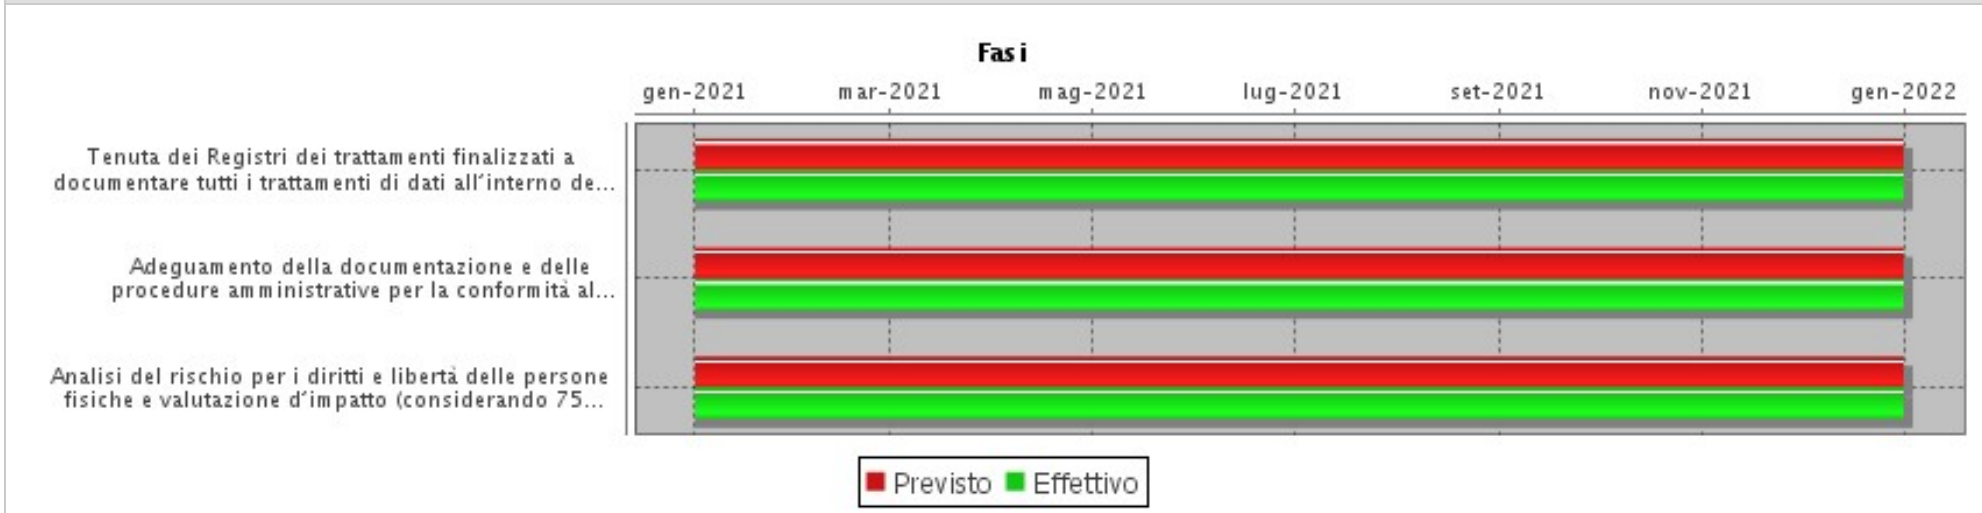 Fasi
gen-2021 mar-2021 mag-2021 lug-2021 set-2021 nov-2021 gen-2022
Tenuta dei Registri dei trattamenti finalizzati a
documentare tutti i trattamenti di dati all'interno de...
Adeguamento della documentazione e delle
procedure amministrative per la conformità al...
Analisi del rischio per i diritti e libertà delle persone
fisiche e valutazione d'impatto (considerando 75...
Previsto Effettivo